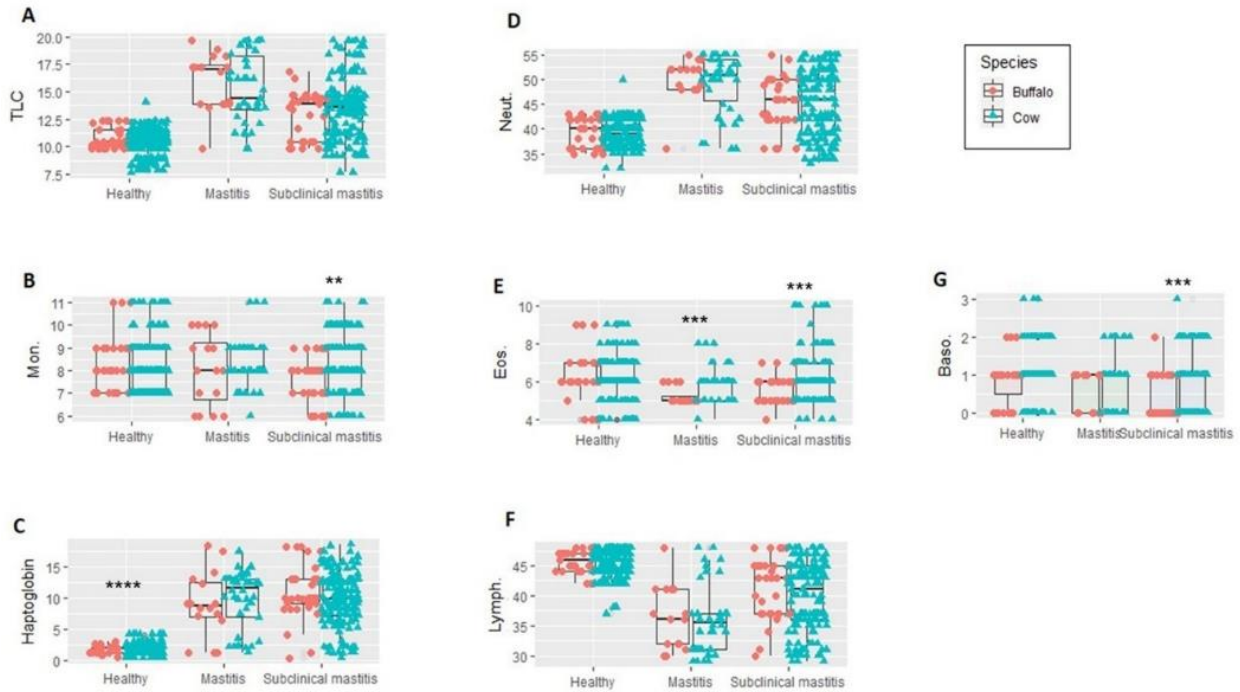 A
TLC
20.0
17.5
15.0
12.5
10.0
7.5
Healthy Mastitis Subclinical mastitis
D
Neut.
55
50
45
40
35
Healthy Mastitis Subclinical mastitis
Species
Buffalo
Cow
B
**
Mon.
11
10
9
8
7
6
Healthy Mastitis Subclinical mastitis
E
***
***
Eos.
10
8
6
4
Healthy Mastitis Subclinical mastitis
G
***
Baso.
3
2
1
0
Healthy Mastitis Subclinical mastitis
C
****
Haptoglobin
15
10
5
0
Healthy Mastitis Subclinical mastitis
F
Lymph.
45
40
35
30
Healthy Mastitis Subclinical mastitis